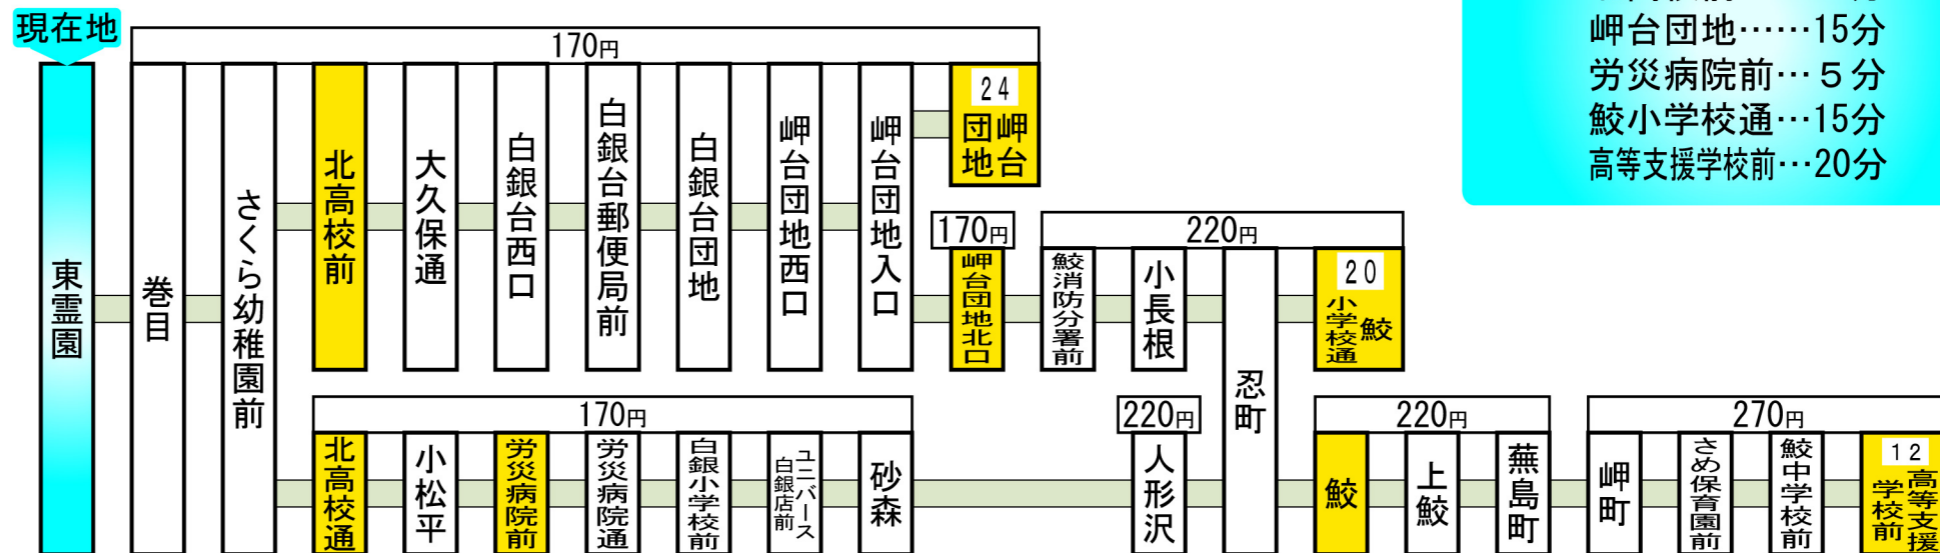 現在地
170円
東霊園
巻目
さくら幼稚園前
北高校前
大久保通
白銀台西口
白銀台郵便局前
白銀台団地
岬台団地西口
岬台団地入口
24
岬台団地
170円
岬台団地北口
220円
鮫消防分署前
小長根
忍町
20
鮫小学校通
170円
北高校通
小松平
労災病院前
労災病院通
白銀小学校前
ユニバース白銀店前
砂森
220円
人形沢
220円
鮫
上鮫
蕪島町
270円
岬町
さめ保育園前
鮫中学校前
12
高等支援学校前
岬台団地……15分
労災病院前…5分
鮫小学校通…15分
高等支援学校前…20分